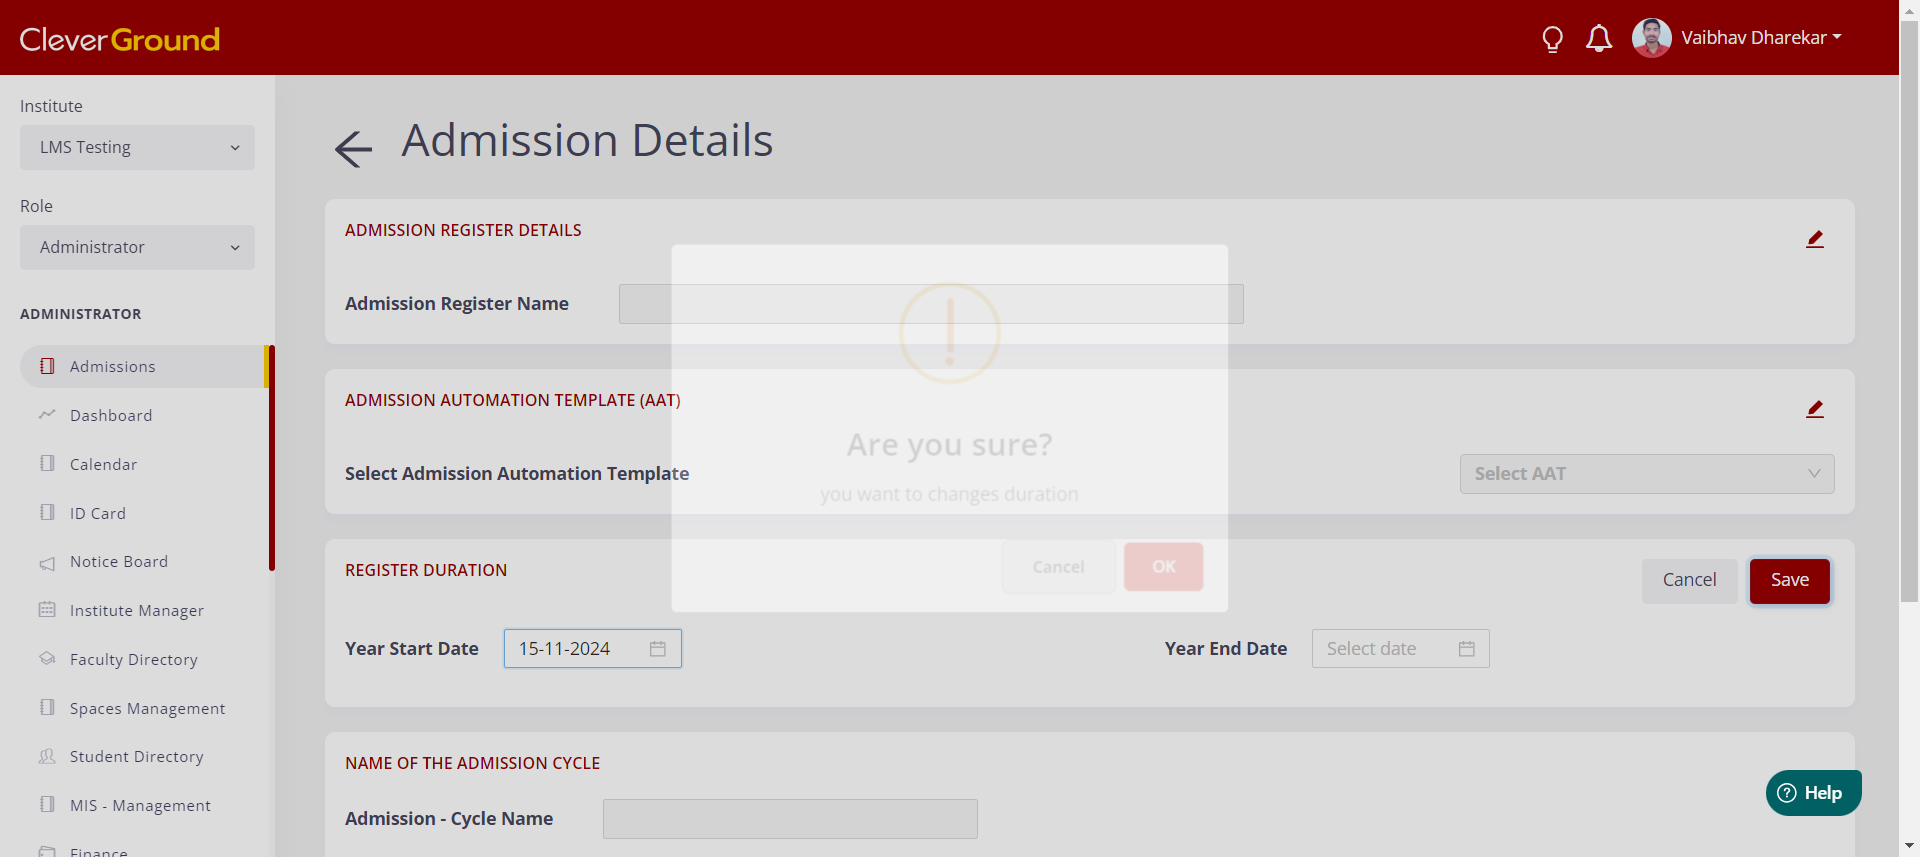 CleverGround
Vaibhav Dharekar
Institute
LMS Testing
Role
Administrator
ADMINISTRATOR
Admissions
Dashboard
Calendar
ID Card
Notice Board
Institute Manager
Faculty Directory
Spaces Management
Student Directory
MIS - Management
Finance
Admission Details
ADMISSION REGISTER DETAILS
Admission Register Name
ADMISSION AUTOMATION TEMPLATE (AAT)
Select Admission Automation Template
Select AAT
Are you sure?
you want to changes duration
Cancel OK
REGISTER DURATION
Cancel Save
Year Start Date 15-11-2024
Year End Date Select date
NAME OF THE ADMISSION CYCLE
Admission - Cycle Name
Help